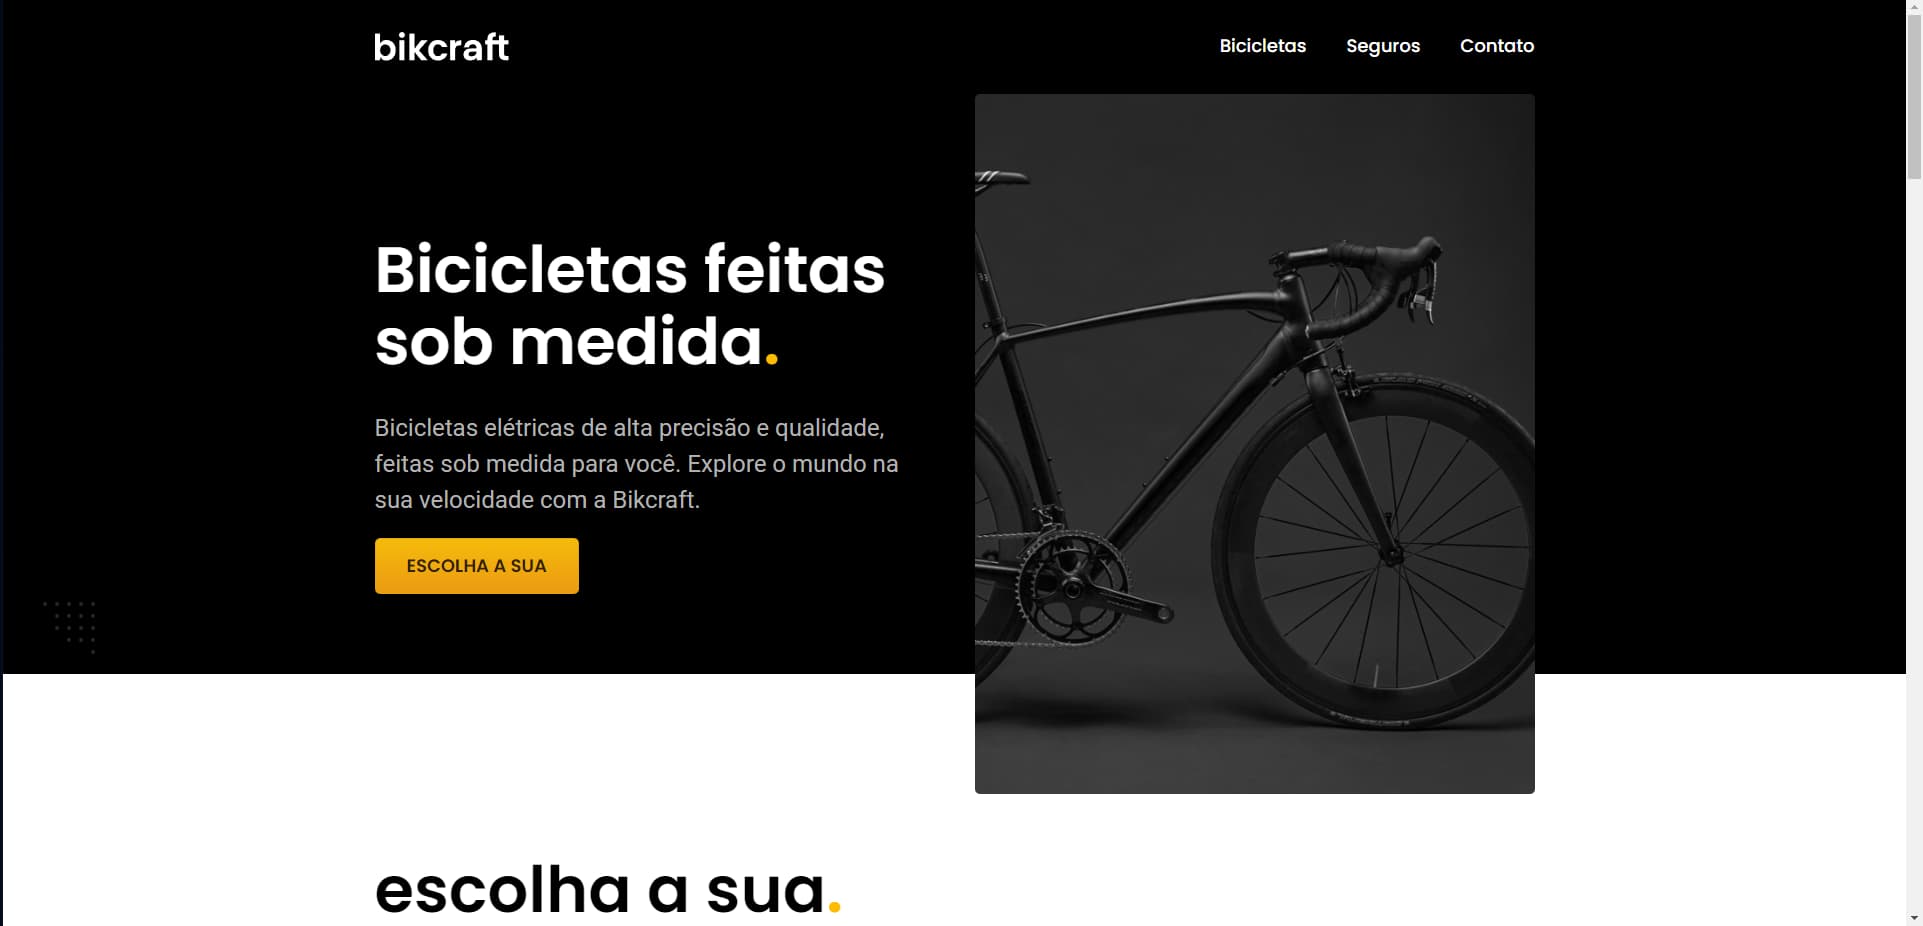 bikcraft
Bicicletas
Seguros
Contato
Bicicletas feitas
sob medida.
Bicicletas elétricas de alta precisão e qualidade,
feitas sob medida para você. Explore o mundo na
sua velocidade com a Bikcraft.
ESCOLHA A SUA
escolha a sua.